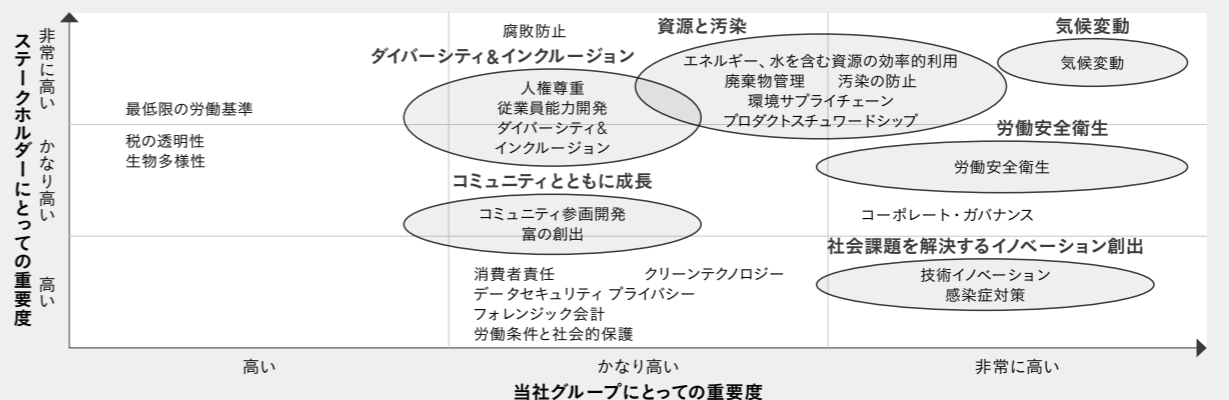 ステークホルダーにとっての重要度
非常に高い
かなり高い
高い
腐敗防止
ダイバーシティ&インクルージョン
人権尊重
従業員能力開発
ダイバーシティ&
インクルージョン
資源と汚染
エネルギー、水を含む資源の効率的利用
廃棄物管理 汚染の防止
環境サプライチェーン
プロダクトスチュワードシップ
気候変動
気候変動
最低限の労働基準
税の透明性
生物多様性
労働安全衛生
労働安全衛生
コミュニティとともに成長
コミュニティ参画開発
富の創出
コーポレート・ガバナンス
社会課題を解決するイノベーション創出
技術イノベーション
感染症対策
消費者責任 クリーンテクノロジー
データセキュリティ プライバシー
フォレンジック会計
労働条件と社会的保護
高い かなり高い 非常に高い
当社グループにとっての重要度